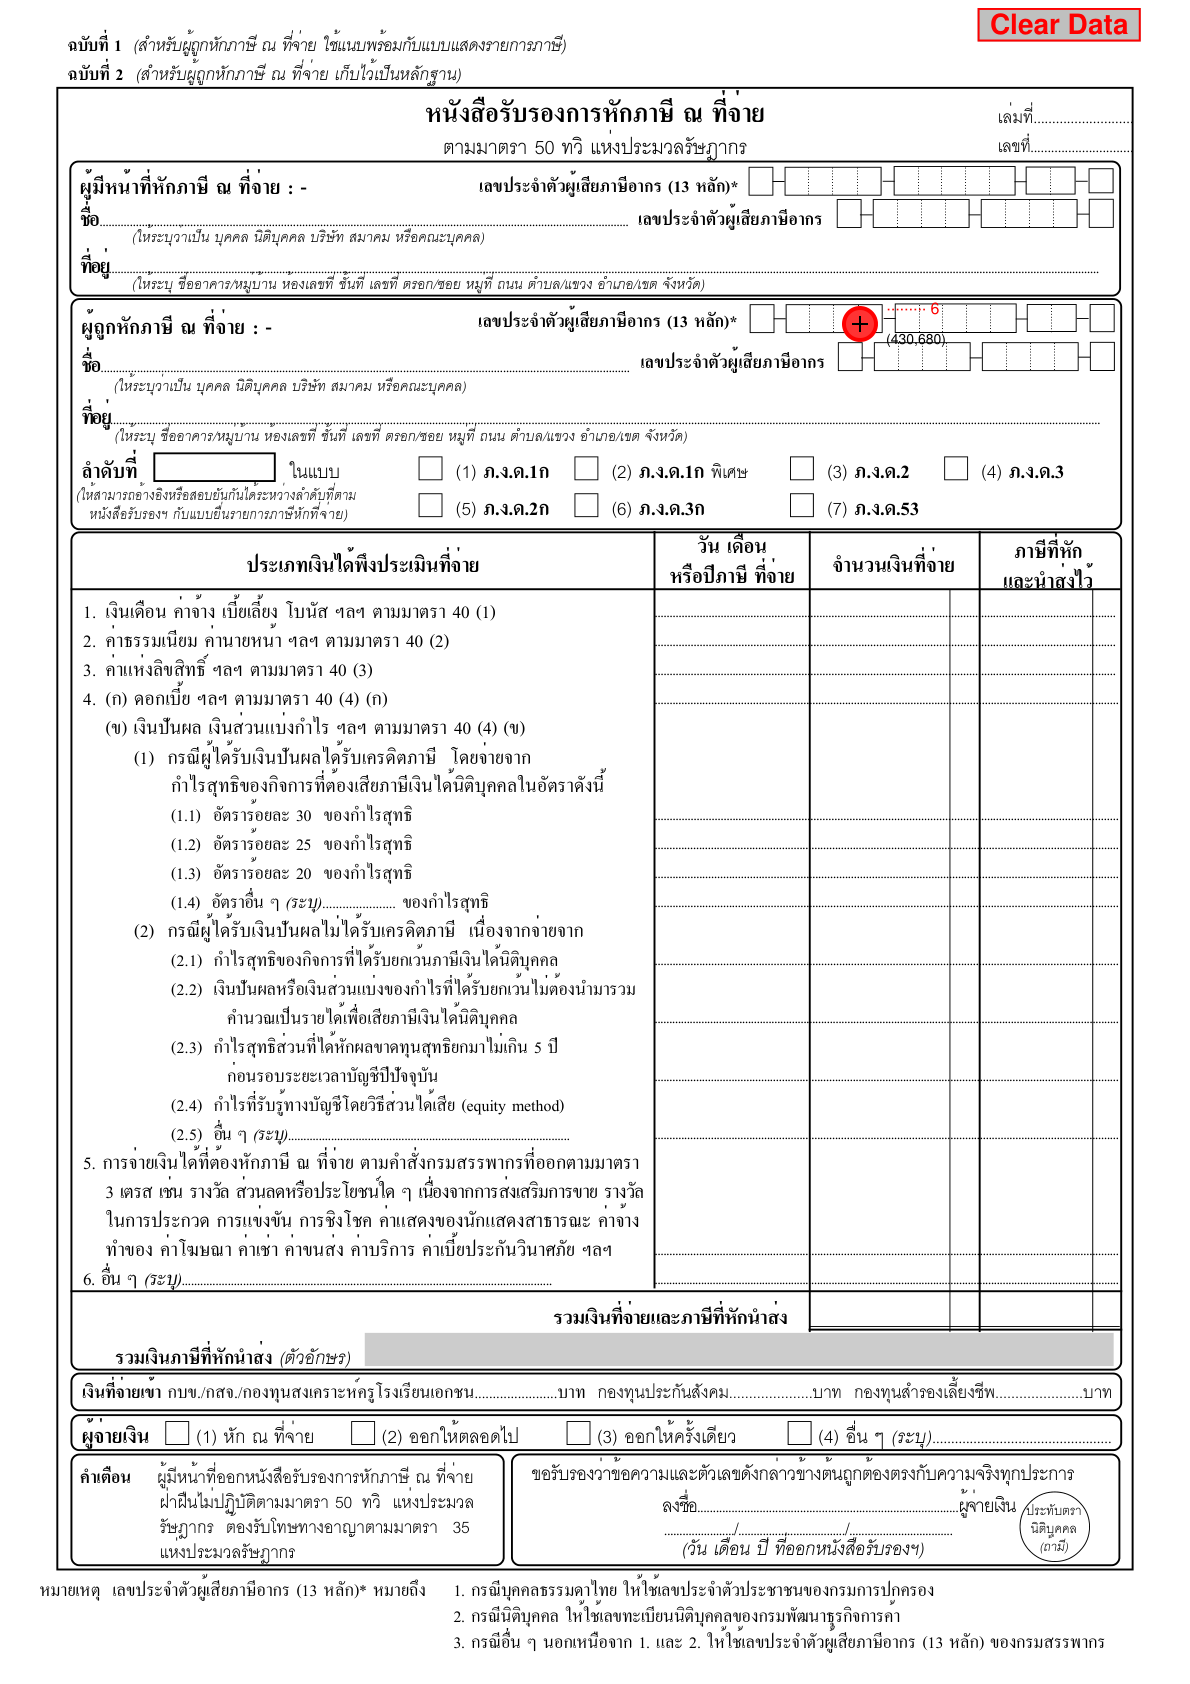 Clear Data
ฉบับที่ 1 (สำหรับผู้ถูกหักภาษี ณ ที่จ่าย ใช้แนบพร้อมกับแบบแสดงรายการภาษี)
ฉบับที่ 2 (สำหรับผู้ถูกหักภาษี ณ ที่จ่าย เก็บไว้เป็นหลักฐาน)
หนังสือรับรองการหักภาษี ณ ที่จ่าย
เล่มที่..........................
ตามมาตรา 50 ทวิ แห่งประมวลรัษฎากร
เลขที่..........................
ผู้มีหน้าที่หักภาษี ณ ที่จ่าย : - เลขประจำตัวผู้เสียภาษีอากร (13 หลัก)*
ชื่อ.......................... เลขประจำตัวผู้เสียภาษีอากร
(ให้ระบุว่าเป็น บุคคล นิติบุคคล บริษัท สมาคม หรือคณะบุคคล)
ที่อยู่..........................
(ให้ระบุ ชื่ออาคาร/หมู่บ้าน ห้องเลขที่ ชั้นที่ เลขที่ ตรอก/ซอย หมู่ที่ ถนน ตำบล/แขวง อำเภอ/เขต จังหวัด)
ผู้ถูกหักภาษี ณ ที่จ่าย : - เลขประจำตัวผู้เสียภาษีอากร (13 หลัก)* 6
(430,680)
ชื่อ.......................... เลขประจำตัวผู้เสียภาษีอากร
(ให้ระบุว่าเป็น บุคคล นิติบุคคล บริษัท สมาคม หรือคณะบุคคล)
ที่อยู่..........................
(ให้ระบุ ชื่ออาคาร/หมู่บ้าน ห้องเลขที่ ชั้นที่ เลขที่ ตรอก/ซอย หมู่ที่ ถนน ตำบล/แขวง อำเภอ/เขต จังหวัด)
ลำดับที่ ในแบบ (1) ภ.ง.ด.1ก (2) ภ.ง.ด.1ก พิเศษ (3) ภ.ง.ด.2 (4) ภ.ง.ด.3
(ให้สามารถอ้างอิงหรือสอบยันกันได้ระหว่างลำดับที่ตาม
หนังสือรับรองฯ กับแบบยื่นรายการภาษีหักที่จ่าย) (5) ภ.ง.ด.2ก (6) ภ.ง.ด.3ก (7) ภ.ง.ด.53
ประเภทเงินได้พึงประเมินที่จ่าย
วัน เดือน
หรือปีภาษี ที่จ่าย
จำนวนเงินที่จ่าย
ภาษีที่หัก
และนำส่งไว้
1. เงินเดือน ค่าจ้าง เบี้ยเลี้ยง โบนัส ฯลฯ ตามมาตรา 40 (1)
2. ค่าธรรมเนียม ค่านายหน้า ฯลฯ ตามมาตรา 40 (2)
3. ค่าแห่งลิขสิทธิ์ ฯลฯ ตามมาตรา 40 (3)
4. (ก) ดอกเบี้ย ฯลฯ ตามมาตรา 40 (4) (ก)
(ข) เงินปันผล เงินส่วนแบ่งกำไร ฯลฯ ตามมาตรา 40 (4) (ข)
(1) กรณีผู้ได้รับเงินปันผลได้รับเครดิตภาษี โดยจ่ายจาก
กำไรสุทธิของกิจการที่ต้องเสียภาษีเงินได้นิติบุคคลในอัตราดังนี้
(1.1) อัตราร้อยละ 30 ของกำไรสุทธิ
(1.2) อัตราร้อยละ 25 ของกำไรสุทธิ
(1.3) อัตราร้อยละ 20 ของกำไรสุทธิ
(1.4) อัตราอื่น ๆ (ระบุ)...................... ของกำไรสุทธิ
(2) กรณีผู้ได้รับเงินปันผลไม่ได้รับเครดิตภาษี เนื่องจากจ่ายจาก
(2.1) กำไรสุทธิของกิจการที่ได้รับยกเว้นภาษีเงินได้นิติบุคคล
(2.2) เงินปันผลหรือเงินส่วนแบ่งของกำไรที่ได้รับยกเว้นไม่ต้องนำมารวม
คำนวณเป็นรายได้เพื่อเสียภาษีเงินได้นิติบุคคล
(2.3) กำไรสุทธิส่วนที่ได้หักผลขาดทุนสุทธิยกมาไม่เกิน 5 ปี
ก่อนรอบระยะเวลาบัญชีปีปัจจุบัน
(2.4) กำไรที่รับรู้ทางบัญชีโดยวิธีส่วนได้เสีย (equity method)
(2.5) อื่น ๆ (ระบุ)..........................
5. การจ่ายเงินได้ที่ต้องหักภาษี ณ ที่จ่าย ตามคำสั่งกรมสรรพากรที่ออกตามมาตรา
3 เตรส เช่น รางวัล ส่วนลดหรือประโยชน์ใด ๆ เนื่องจากการส่งเสริมการขาย รางวัล
ในการประกวด การแข่งขัน การชิงโชค ค่าแสดงของนักแสดงสาธารณะ ค่าจ้าง
ทำของ ค่าโฆษณา ค่าเช่า ค่าขนส่ง ค่าบริการ ค่าเบี้ยประกันวินาศภัย ฯลฯ
6. อื่น ๆ (ระบุ)..........................
รวมเงินที่จ่ายและภาษีที่หักนำส่ง
รวมเงินภาษีที่หักนำส่ง (ตัวอักษร)
เงินที่จ่ายเข้า กบข./กสจ./กองทุนสงเคราะห์ครูโรงเรียนเอกชน....................บาท กองทุนประกันสังคม....................บาท กองทุนสำรองเลี้ยงชีพ....................บาท
ผู้จ่ายเงิน (1) หัก ณ ที่จ่าย (2) ออกให้ตลอดไป (3) ออกให้ครั้งเดียว (4) อื่น ๆ (ระบุ)..........................
คำเตือน ผู้มีหน้าที่ออกหนังสือรับรองการหักภาษี ณ ที่จ่าย
ฝ่าฝืนไม่ปฏิบัติตามมาตรา 50 ทวิ แห่งประมวล
รัษฎากร ต้องรับโทษทางอาญาตามมาตรา 35
แห่งประมวลรัษฎากร
ขอรับรองว่าข้อความและตัวเลขดังกล่าวข้างต้นถูกต้องตรงกับความจริงทุกประการ
ลงชื่อ..........................ผู้จ่ายเงิน
................/........................../..........................
(วัน เดือน ปี ที่ออกหนังสือรับรองฯ)
ประทับตรา
นิติบุคคล
(ถ้ามี)
หมายเหตุ เลขประจำตัวผู้เสียภาษีอากร (13 หลัก)* หมายถึง 1. กรณีบุคคลธรรมดาไทย ให้ใช้เลขประจำตัวประชาชนของกรมการปกครอง
2. กรณีนิติบุคคล ให้ใช้เลขทะเบียนนิติบุคคลของกรมพัฒนาธุรกิจการค้า
3. กรณีอื่น ๆ นอกเหนือจาก 1. และ 2. ให้ใช้เลขประจำตัวผู้เสียภาษีอากร (13 หลัก) ของกรมสรรพากร